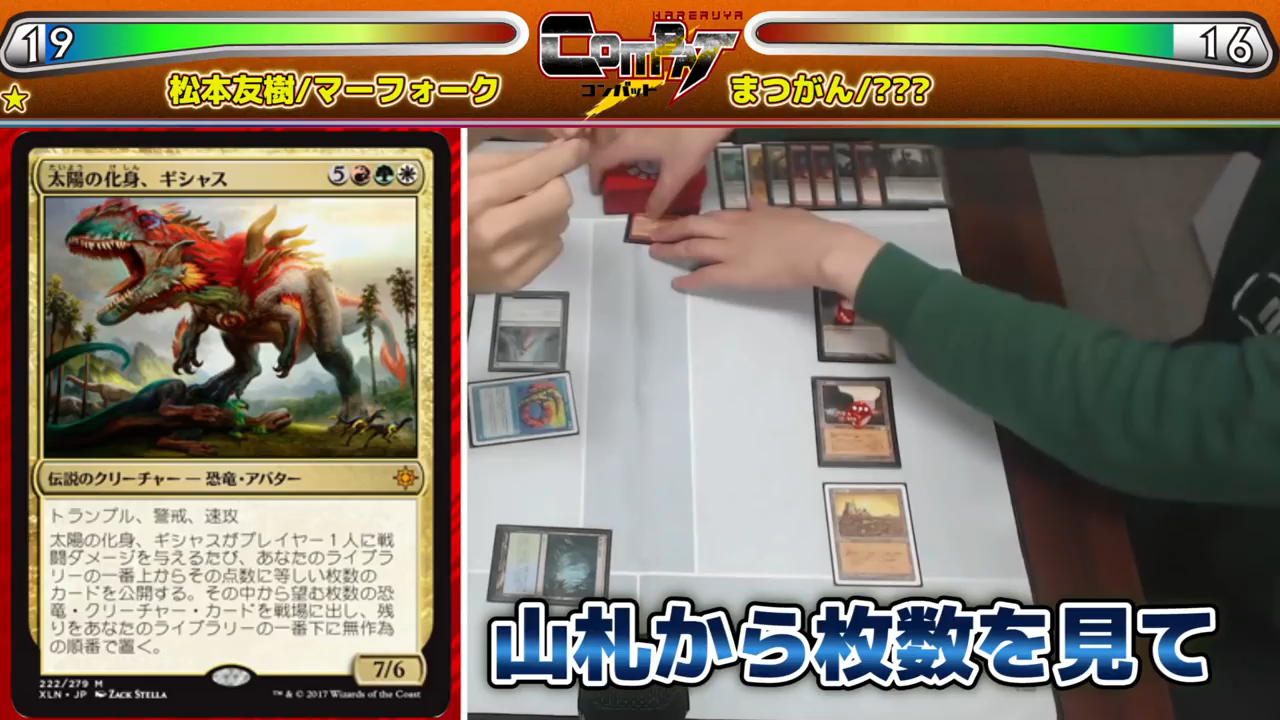 19
HARERUYA
COMBAT
コンバット
16
松本友樹/マーフォーク
まつがん/???
たいよう けしん
太陽の化身、ギシャス
5
伝説のクリーチャー ― 恐竜・アバター
トランプル、警戒、速攻
太陽の化身、ギシャスがプレイヤー1人に戦
闘ダメージを与えるたび、あなたのライブラ
リーの一番上からその点数に等しい枚数の
カードを公開する。その中から望む枚数の恐
竜・クリーチャー・カードを戦場に出し、残
りをあなたのライブラリーの一番下に無作為
の順番で置く。
7/6
222/279 M
XLN • JP ZACK STELLA
™ & © 2017 Wizards of the Coast
山札から枚数を見て